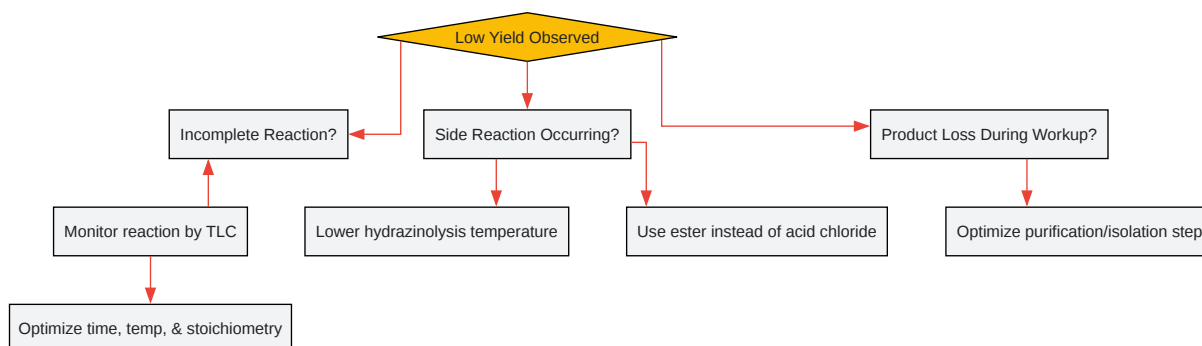 Low Yield Observed
Incomplete Reaction?
Side Reaction Occurring?
Product Loss During Workup?
Monitor reaction by TLC
Lower hydrazinolysis temperature
Use ester instead of acid chloride
Optimize purification/isolation step
Optimize time, temp, & stoichiometry